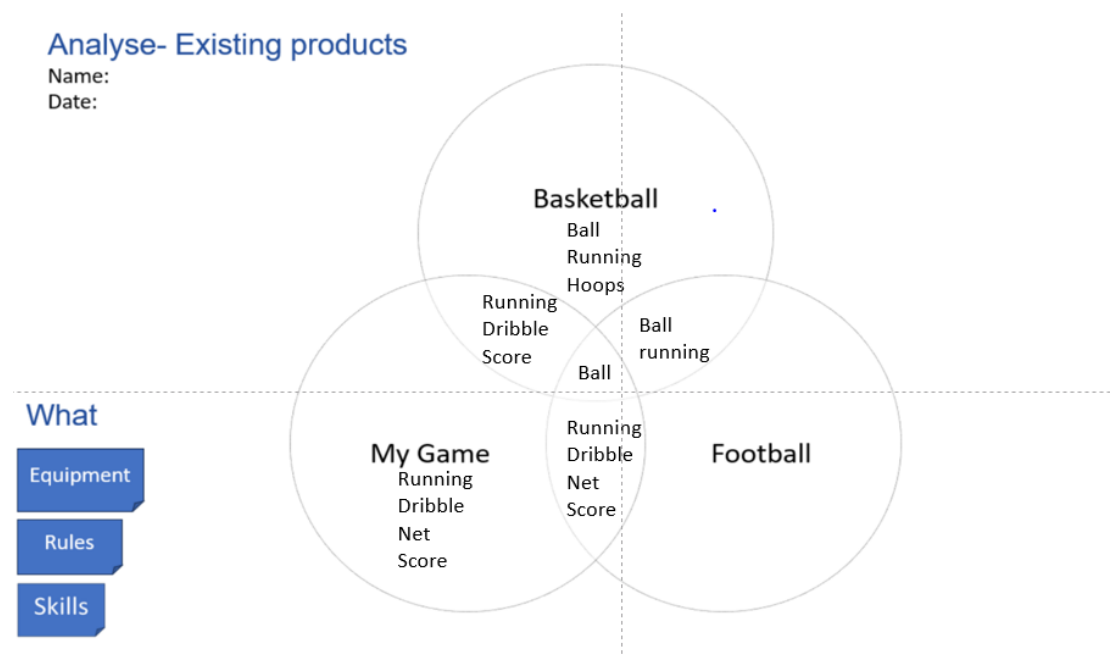 Analyse- Existing products
Name:
Date:
Basketball
Ball
Running
Hoops
Running
Dribble
Score
Ball
running
Ball
What
Equipment
Rules
Skills
My Game
Running
Dribble
Net
Score
Running
Dribble
Net
Score
Football